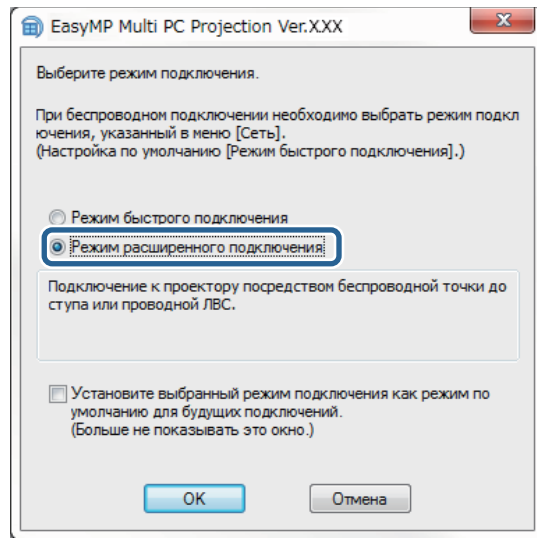 EasyMP Multi PC Projection Ver.XXX
Выберите режим подключения.
При беспроводном подключении необходимо выбрать режим подкл
ючения, указанный в меню [Сеть].
(Настройка по умолчанию [Режим быстрого подключения].)
Режим быстрого подключения
Режим расширенного подключения
Подключение к проектору посредством беспроводной точки до
ступа или проводной ЛВС.
Установите выбранный режим подключения как режим по
умолчанию для будущих подключений.
(Больше не показывать это окно.)
OK
Отмена